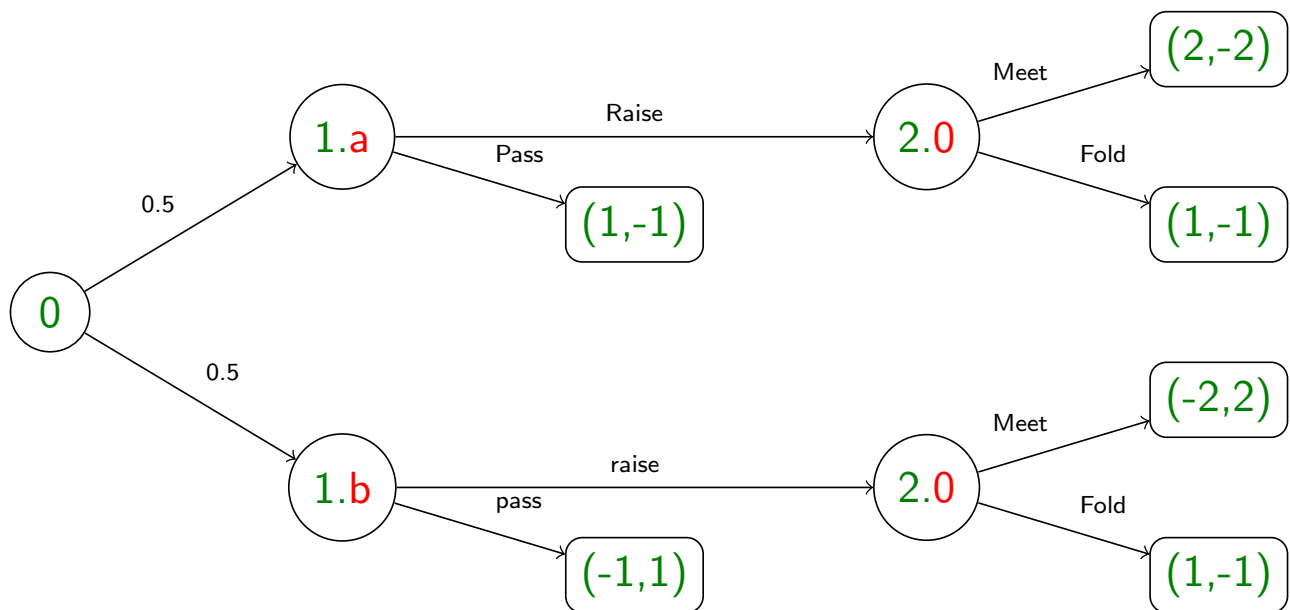 (2,-2)
Meet
Raise
1.a
2.0
Pass
Fold
0.5
(1,-1)
(1,-1)
0
0.5
(-2,2)
Meet
raise
1.b
2.0
pass
Fold
(-1,1)
(1,-1)